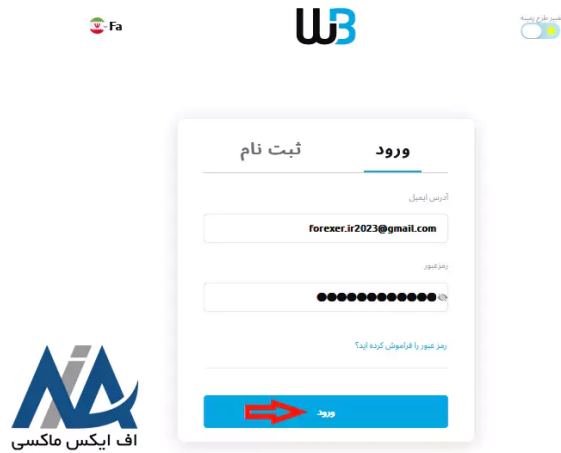 Fa
WB
تغییر طرح زمینه
ورود
ثبت نام
آدرس ایمیل
forexer.ir2023@gmail.com
رمزعبور
رمز عبور را فراموش کرده اید؟
ورود
اف ایکس ماکسی